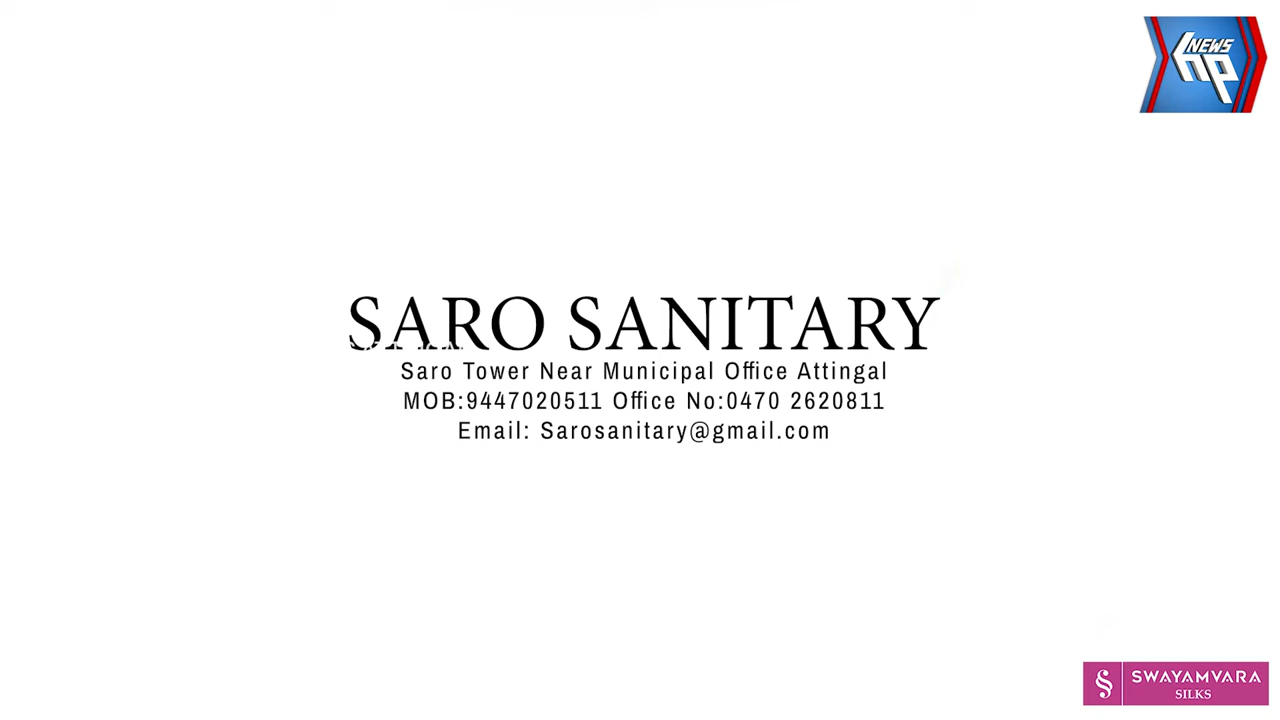 NEWS
hp
SARO SANITARY
Saro Tower Near Municipal Office Attingal
MOB:9447020511 Office No:0470 2620811
Email: Sarosanitary@gmail.com
SWAYAMVARA
SILKS